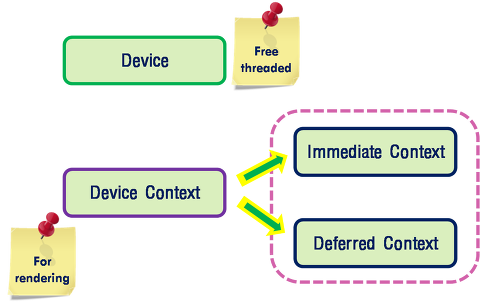 Device
Free
threaded
Immediate Context
Device Context
Deferred Context
For
rendering